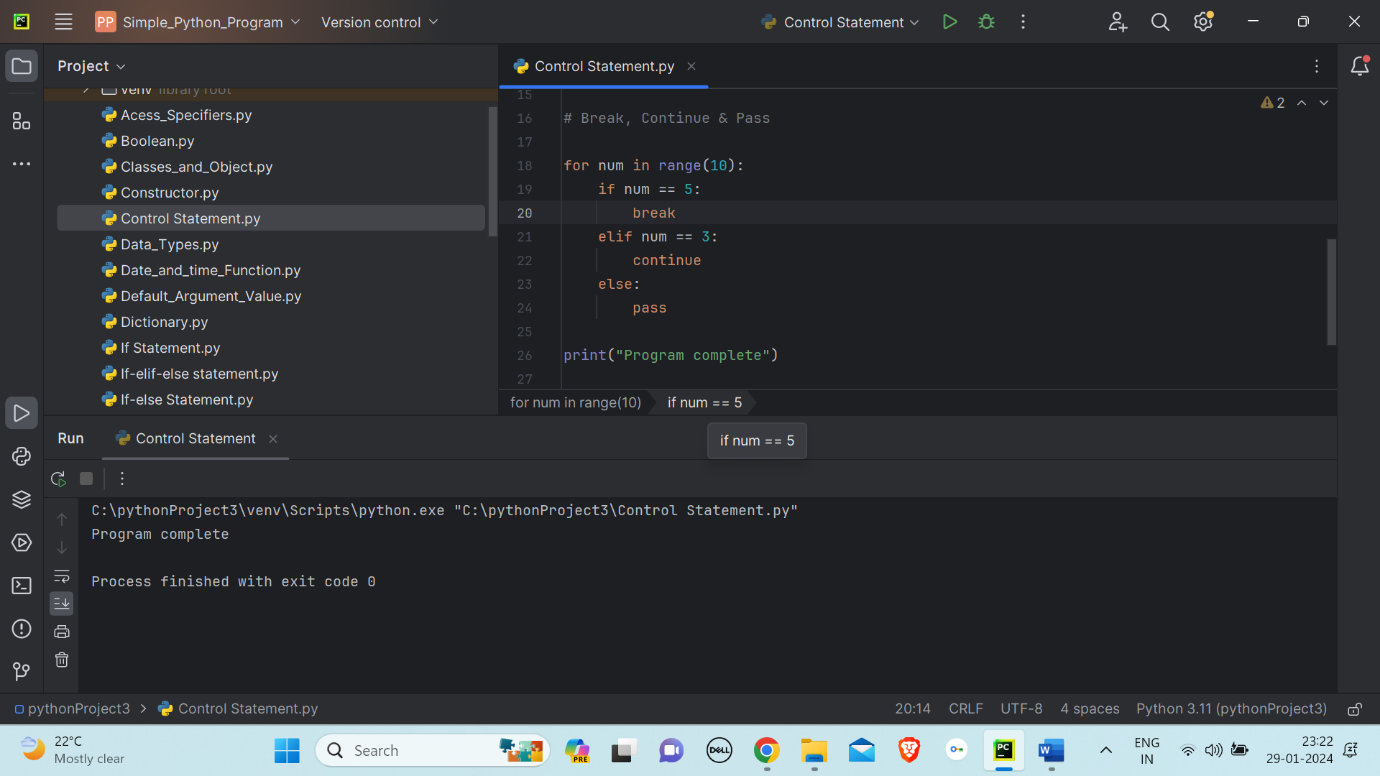 PC
PP Simple_Python_Program
Version control
Control Statement
Project
Control Statement.py
venv library root
Acess_Specifiers.py
Boolean.py
Classes_and_Object.py
Constructor.py
Control Statement.py
Data_Types.py
Date_and_time_Function.py
Default_Argument_Value.py
Dictionary.py
If Statement.py
If-elif-else statement.py
If-else Statement.py
2
15
16 # Break, Continue & Pass
17
18 for num in range(10):
19     if num == 5:
20         break
21     elif num == 3:
22         continue
23     else:
24         pass
25
26 print("Program complete")
27
for num in range(10) if num == 5
if num == 5
Run Control Statement
C:\pythonProject3\venv\Scripts\python.exe "C:\pythonProject3\Control Statement.py"
Program complete
Process finished with exit code 0
pythonProject3 > Control Statement.py
20:14 CRLF UTF-8 4 spaces Python 3.11 (pythonProject3)
22°C
Mostly clear
Search
PRE
DELL
PC
W
ENG
IN
23:22
29-01-2024